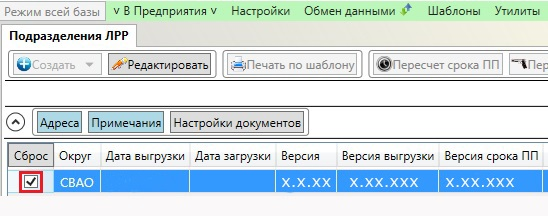 Режим всей базы ˅ В Предприятия ˅ Настройки Обмен данными Шаблоны Утилиты
Подразделения ЛРР
Создать Редактировать Печать по шаблону Пересчет срока ПП Пер
Адреса Примечания Настройки документов
Сброс Округ Дата выгрузки Дата загрузки Версия Версия выгрузки Версия срока ПП
СВАО X.X.XX X.XX.XXX X.XX.XXX